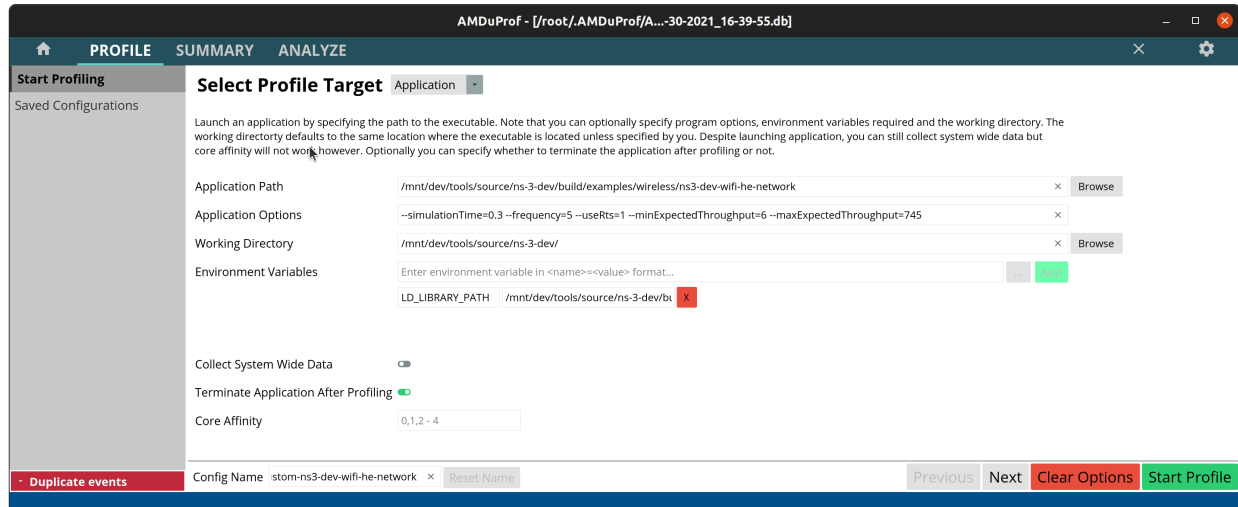 AMDuProf - [/root/.AMDuProf/A...-30-2021_16-39-55.db]
PROFILE SUMMARY ANALYZE
Start Profiling
Saved Configurations
Select Profile Target Application
Launch an application by specifying the path to the executable. Note that you can optionally specify program options, environment variables required and the working directory. The
working directorty defaults to the same location where the executable is located unless specified by you. Despite launching application, you can still collect system wide data but
core affinity will not work however. Optionally you can specify whether to terminate the application after profiling or not.
Application Path /mnt/dev/tools/source/ns-3-dev/build/examples/wireless/ns3-dev-wifi-he-network × Browse
Application Options --simulationTime=0.3 --frequency=5 --useRts=1 --minExpectedThroughput=6 --maxExpectedThroughput=745 ×
Working Directory /mnt/dev/tools/source/ns-3-dev/ × Browse
Environment Variables Enter environment variable in <name>=<value> format... ... Add
LD_LIBRARY_PATH /mnt/dev/tools/source/ns-3-dev/bu X
Collect System Wide Data
Terminate Application After Profiling
Core Affinity 0,1,2 - 4
Duplicate events
Config Name stom-ns3-dev-wifi-he-network × Reset Name Previous Next Clear Options Start Profile